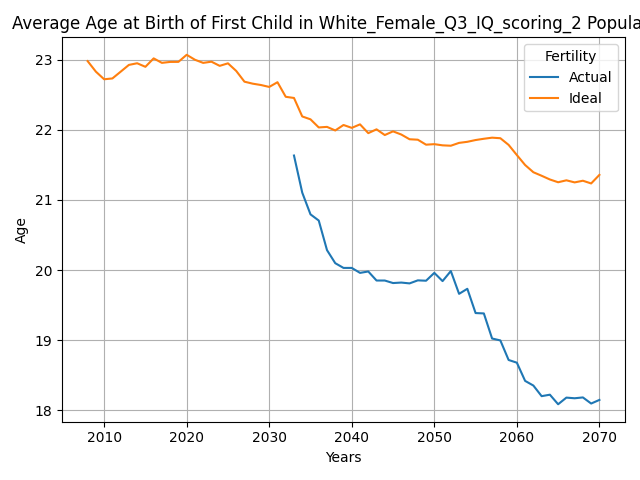 Average Age at Birth of First Child in White_Female_Q3_IQ_scoring_2 Popula
Fertility
Actual
Ideal
Age
23
22
21
20
19
18
2010 2020 2030 2040 2050 2060 2070
Years